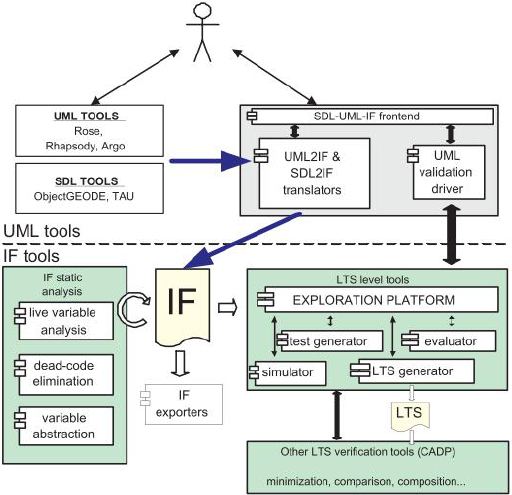 UML TOOLS
Rose,
Rhapsody, Argo
SDL TOOLS
ObjectGEODE, TAU
SDL-UML-IF frontend
UML2IF &
SDL2IF
translators
UML
validation
driver
UML tools
IF tools
IF static
analysis
live variable
analysis
dead-code
elimination
variable
abstraction
IF
IF
exporters
LTS level tools
EXPLORATION PLATFORM
test generator
evaluator
simulator
LTS generator
LTS
Other LTS verification tools (CADP)
minimization, comparison, composition...